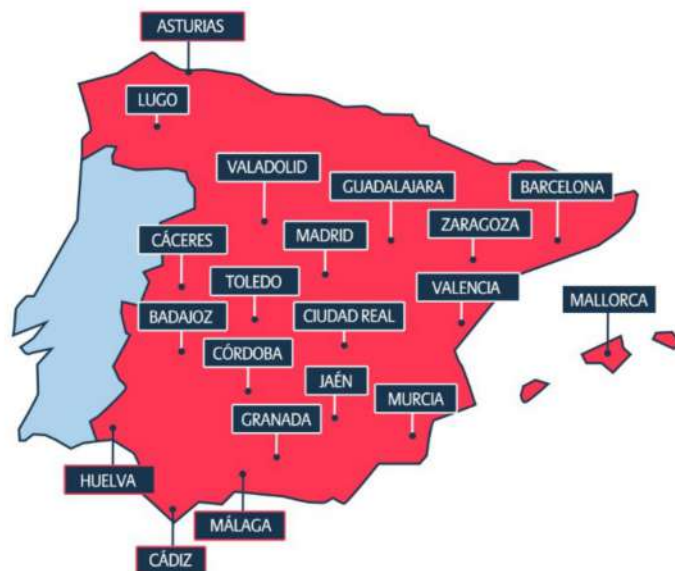 ASTURIAS
LUGO
VALADOLID
GUADALAJARA
BARCELONA
CÁCERES
MADRID
ZARAGOZA
TOLEDO
VALENCIA
MALLORCA
BADAJOZ
CIUDAD REAL
CÓRDOBA
JAÉN
MURCIA
GRANADA
HUELVA
MÁLAGA
CÁDIZ